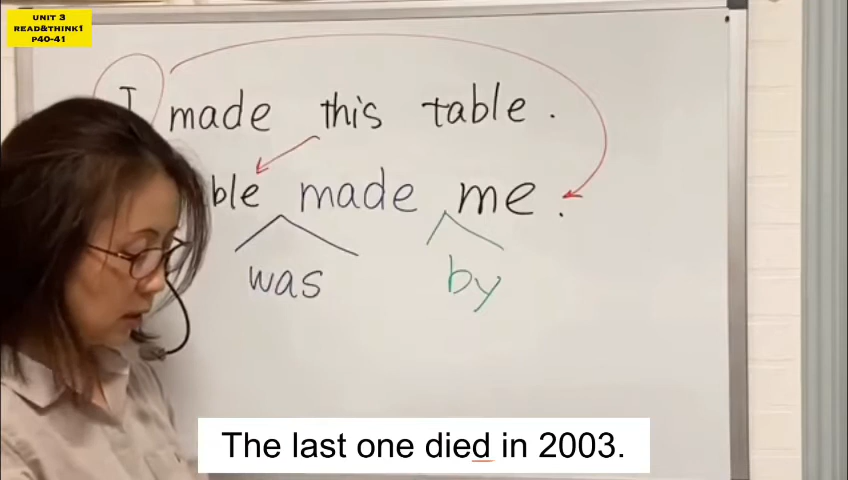 UNIT 3
READ&THINK1
P40-41
I made this table.
ble made me.
was by
The last one died in 2003.